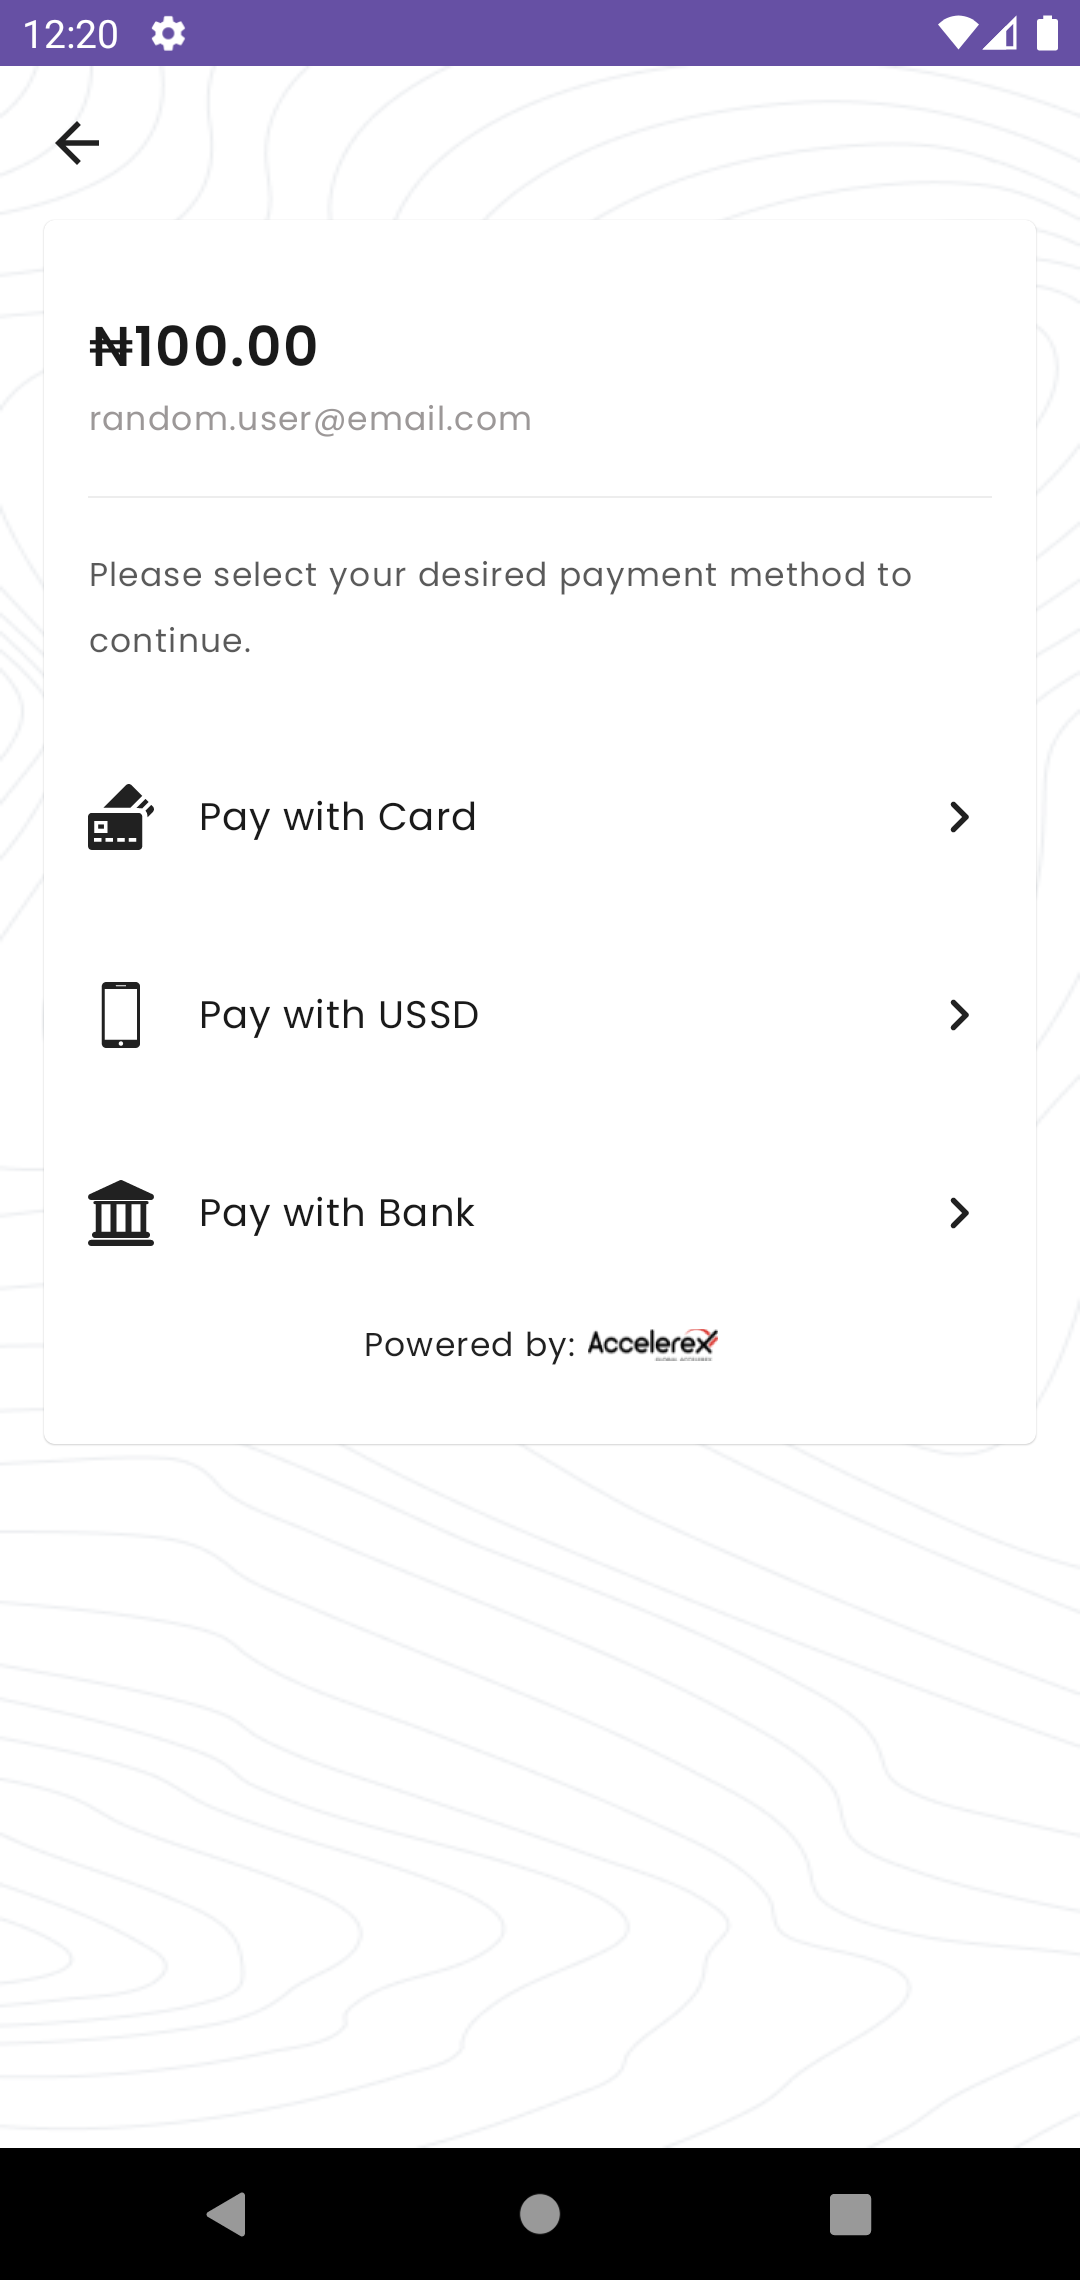 12:20
₦100.00
random.user@email.com
Please select your desired payment method to
continue.
Pay with Card
Pay with USSD
Pay with Bank
Powered by: Accelerex